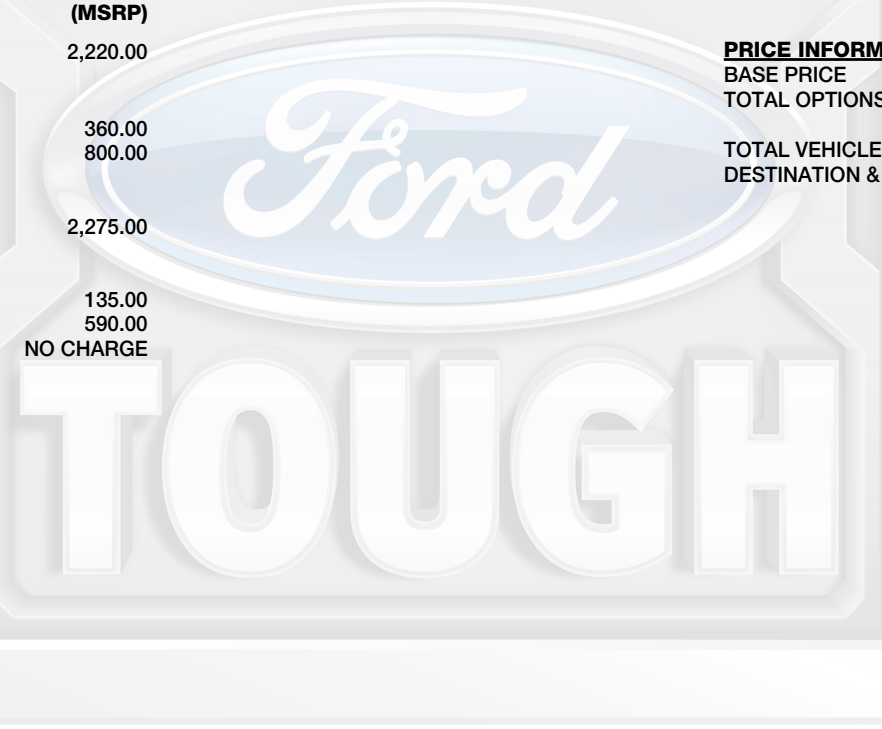 (MSRP)
2,220.00
360.00
800.00
2,275.00
135.00
590.00
NO CHARGE
PRICE INFORM
BASE PRICE
TOTAL OPTIONS
TOTAL VEHICLE
DESTINATION &
Ford
TOUGH